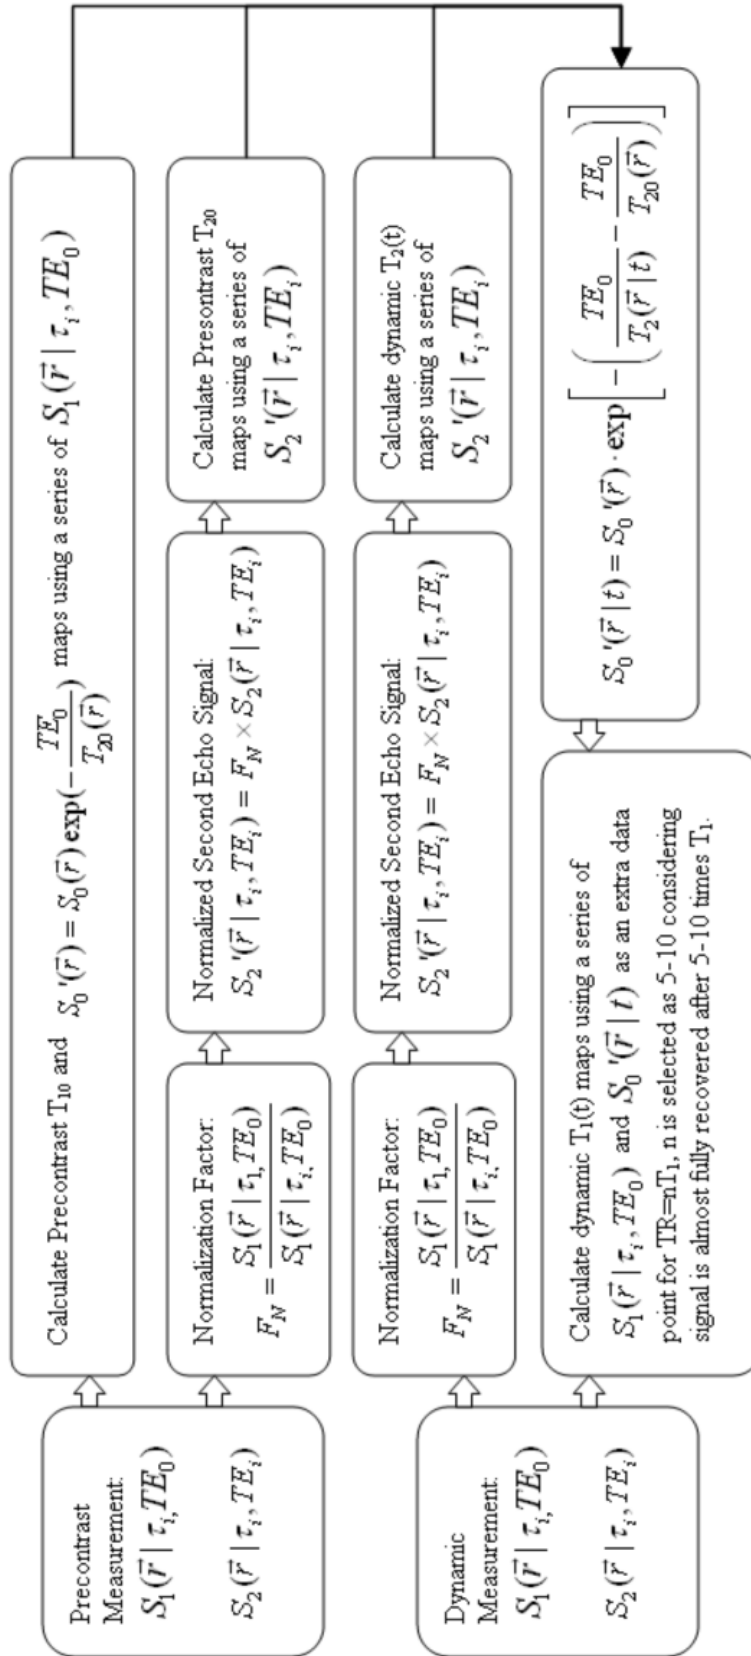 Precontrast
Measurement:
S₁(r⃗ | τᵢ, TE₀)
S₂(r⃗ | τᵢ, TEᵢ)
Calculate Precontrast T₁₀ and S₀'(r⃗) = S₀(r⃗) exp(-TE₀/T₂₀(r⃗)) maps using a series of S₁(r⃗ | τᵢ, TE₀)
Normalization Factor:
F_N = S₁(r⃗ | τ₁, TE₀) / S₁(r⃗ | τᵢ, TE₀)
Normalized Second Echo Signal:
S₂'(r⃗ | τᵢ, TEᵢ) = F_N × S₂(r⃗ | τᵢ, TEᵢ)
Calculate Presontrast T₂₀
maps using a series of
S₂'(r⃗ | τᵢ, TEᵢ)
Dynamic
Measurement:
S₁(r⃗ | τᵢ, TE₀)
S₂(r⃗ | τᵢ, TEᵢ)
Normalization Factor:
F_N = S₁(r⃗ | τ₁, TE₀) / S₁(r⃗ | τᵢ, TE₀)
Normalized Second Echo Signal:
S₂'(r⃗ | τᵢ, TEᵢ) = F_N × S₂(r⃗ | τᵢ, TEᵢ)
Calculate dynamic T₂(t)
maps using a series of
S₂'(r⃗ | τᵢ, TEᵢ)
Calculate dynamic T₁(t) maps using a series of
S₁(r⃗ | τᵢ, TE₀) and S₀'(r⃗ | t) as an extra data
point for TR=nT₁, n is selected as 5-10 considering
signal is almost fully recovered after 5-10 times T₁.
S₀'(r⃗ | t) = S₀'(r⃗) · exp[-(TE₀/T₂(r⃗ | t) - TE₀/T₂₀(r⃗))]